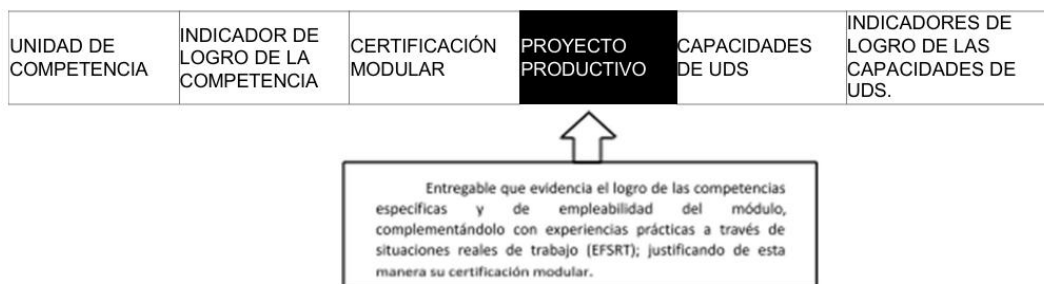 UNIDAD DE
COMPETENCIA
INDICADOR DE
LOGRO DE LA
COMPETENCIA
CERTIFICACIÓN
MODULAR
PROYECTO
PRODUCTIVO
CAPACIDADES
DE UDS
INDICADORES DE
LOGRO DE LAS
CAPACIDADES DE
UDS.
Entregable que evidencia el logro de las competencias
específicas y de empleabilidad del módulo,
complementándolo con experiencias prácticas a través de
situaciones reales de trabajo (EFSRT); justificando de esta
manera su certificación modular.